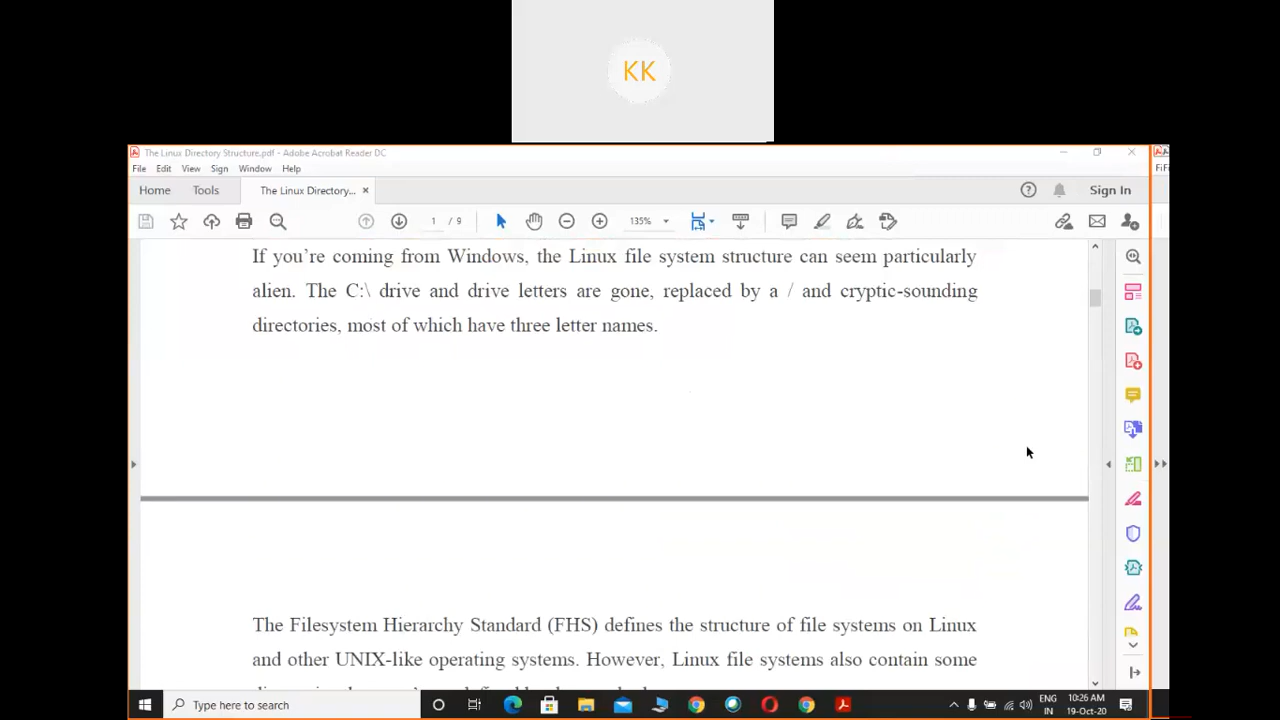 KK
The Linux Directory Structure.pdf - Adobe Acrobat Reader DC
File Edit View Sign Window Help
FiFi
Home Tools The Linux Directory... × Sign In
1 / 9 135%
If you’re coming from Windows, the Linux file system structure can seem particularly
alien. The C:\ drive and drive letters are gone, replaced by a / and cryptic-sounding
directories, most of which have three letter names.
The Filesystem Hierarchy Standard (FHS) defines the structure of file systems on Linux
and other UNIX-like operating systems. However, Linux file systems also contain some
Type here to search
ENG
IN
10:26 AM
19-Oct-20